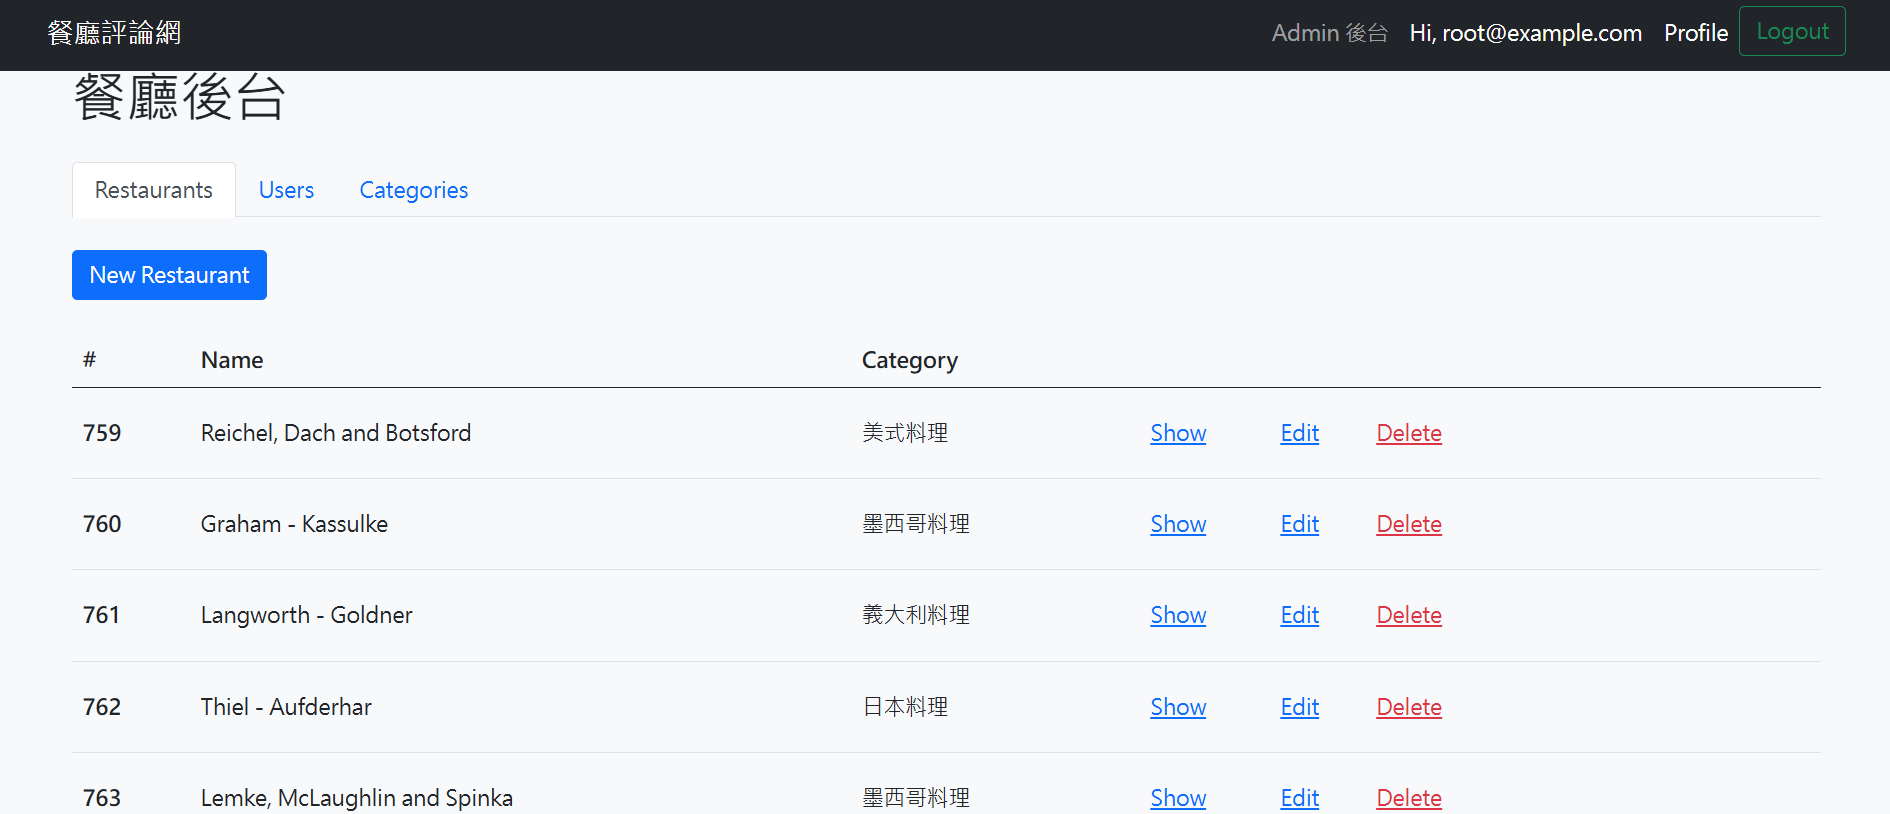 餐廳評論網 Admin 後台 Hi, root@example.com Profile Logout
餐廳後台
Restaurants Users Categories
New Restaurant
# Name Category
759 Reichel, Dach and Botsford 美式料理 Show Edit Delete
760 Graham - Kassulke 墨西哥料理 Show Edit Delete
761 Langworth - Goldner 義大利料理 Show Edit Delete
762 Thiel - Aufderhar 日本料理 Show Edit Delete
763 Lemke, McLaughlin and Spinka 墨西哥料理 Show Edit Delete